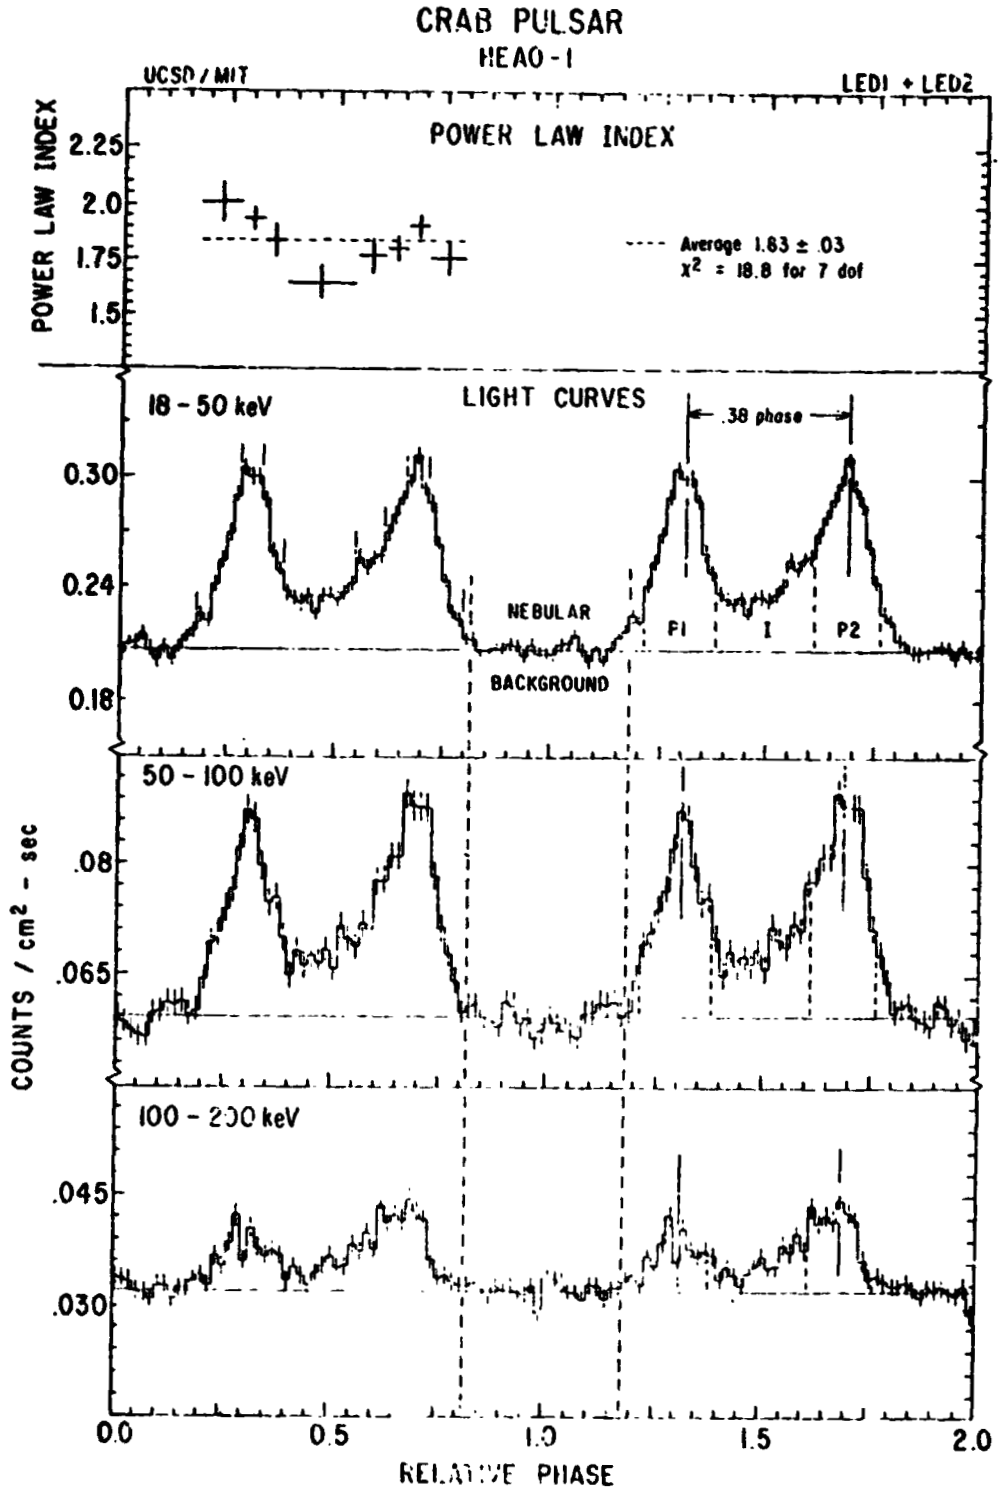 CRAB PULSAR
HEAO-1
UCSD / MIT
LED1 + LED2
POWER LAW INDEX
POWER LAW INDEX
2.25
2.0
1.75
1.5
---- Average 1.83 ± .03
χ² = 18.8 for 7 dof
LIGHT CURVES
18 - 50 keV
.38 phase
0.30
0.24
0.18
NEBULAR
BACKGROUND
P1
I
P2
50 - 100 keV
.08
.065
COUNTS / cm² - sec
100 - 200 keV
.045
.030
0.0
0.5
1.0
1.5
2.0
RELATIVE PHASE